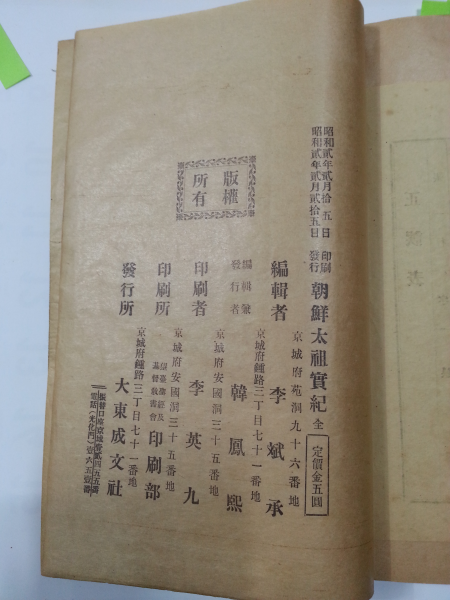 昭和貳年貳月拾五日 印刷
昭和貳年貳月貳拾五日 發行
朝鮮太祖實紀 全
定價金五圓
版權
所有
京城府苑洞九十六番地
編輯者 李斌承
京城府鍾路三丁目七十一番地
編輯兼
發行者 韓鳳熙
京城府安國洞三十五番地
印刷者 李英九
京城府安國洞三十五番地
印刷所
基督敎書會 印刷部
京城府鍾路三丁目七十一番地
發行所 大東成文社